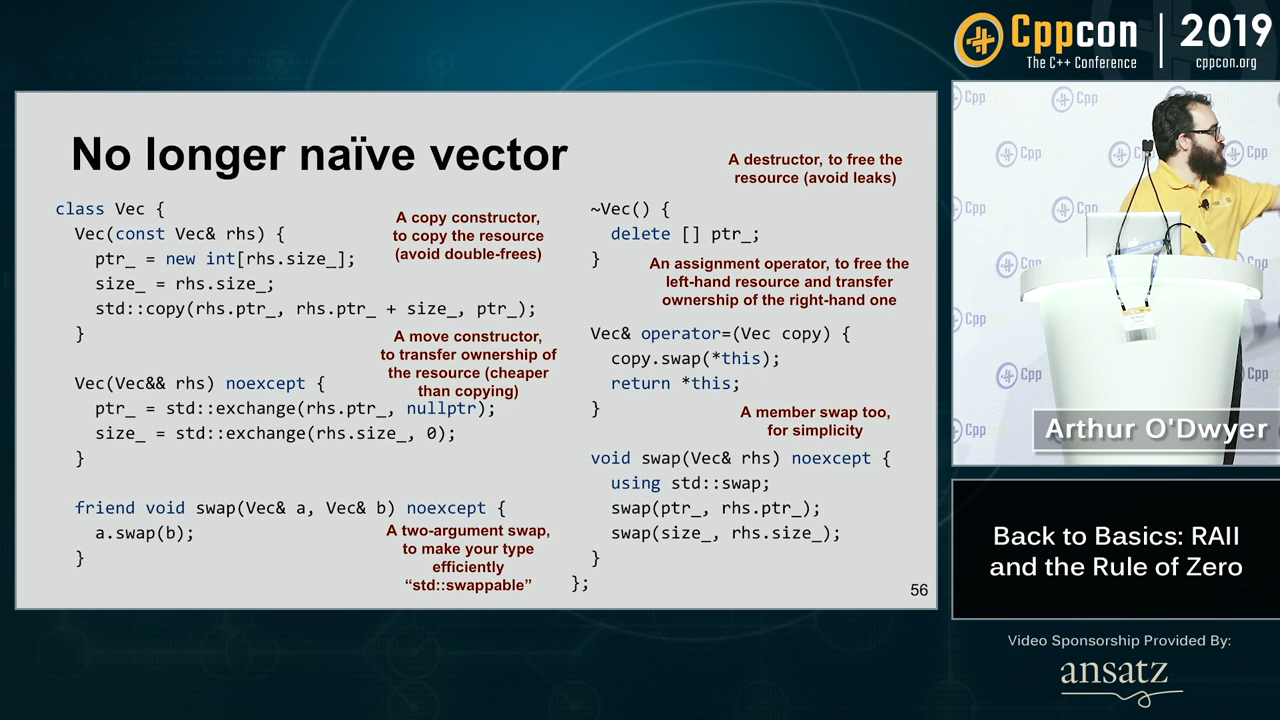 No longer naïve vector
class Vec {
Vec(const Vec& rhs) {
ptr_ = new int[rhs.size_];
size_ = rhs.size_;
std::copy(rhs.ptr_, rhs.ptr_ + size_, ptr_);
}
A copy constructor,
to copy the resource
(avoid double-frees)
Vec(Vec&& rhs) noexcept {
ptr_ = std::exchange(rhs.ptr_, nullptr);
size_ = std::exchange(rhs.size_, 0);
}
A move constructor,
to transfer ownership of
the resource (cheaper
than copying)
friend void swap(Vec& a, Vec& b) noexcept {
a.swap(b);
}
A two-argument swap,
to make your type
efficiently
“std::swappable”
A destructor, to free the
resource (avoid leaks)
~Vec() {
delete [] ptr_;
}
An assignment operator, to free the
left-hand resource and transfer
ownership of the right-hand one
Vec& operator=(Vec copy) {
copy.swap(*this);
return *this;
}
A member swap too,
for simplicity
void swap(Vec& rhs) noexcept {
using std::swap;
swap(ptr_, rhs.ptr_);
swap(size_, rhs.size_);
}
};
56
Cppcon
The C++ Conference
2019
cppcon.org
Arthur O'Dwyer
Back to Basics: RAII
and the Rule of Zero
Video Sponsorship Provided By:
ansatz